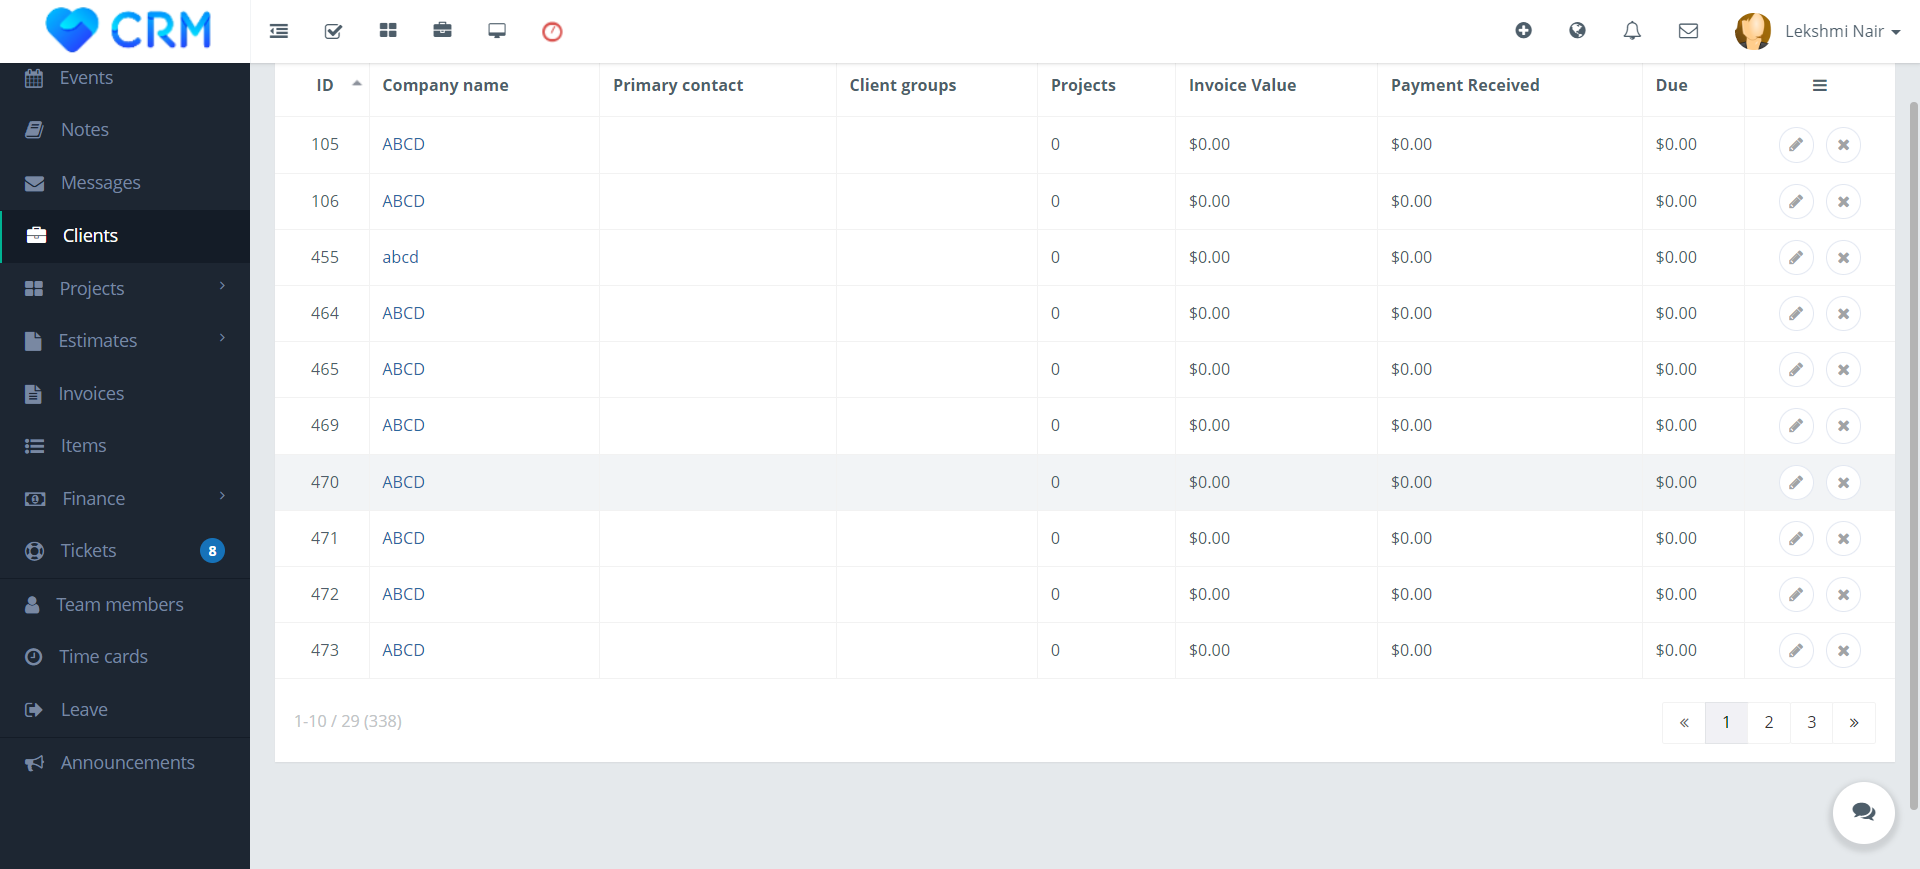 CRM
Lekshmi Nair
Events
Notes
Messages
Clients
Projects
Estimates
Invoices
Items
Finance
Tickets 8
Team members
Time cards
Leave
Announcements
ID Company name Primary contact Client groups Projects Invoice Value Payment Received Due
105 ABCD 0 $0.00 $0.00 $0.00
106 ABCD 0 $0.00 $0.00 $0.00
455 abcd 0 $0.00 $0.00 $0.00
464 ABCD 0 $0.00 $0.00 $0.00
465 ABCD 0 $0.00 $0.00 $0.00
469 ABCD 0 $0.00 $0.00 $0.00
470 ABCD 0 $0.00 $0.00 $0.00
471 ABCD 0 $0.00 $0.00 $0.00
472 ABCD 0 $0.00 $0.00 $0.00
473 ABCD 0 $0.00 $0.00 $0.00
1-10 / 29 (338)
« 1 2 3 »